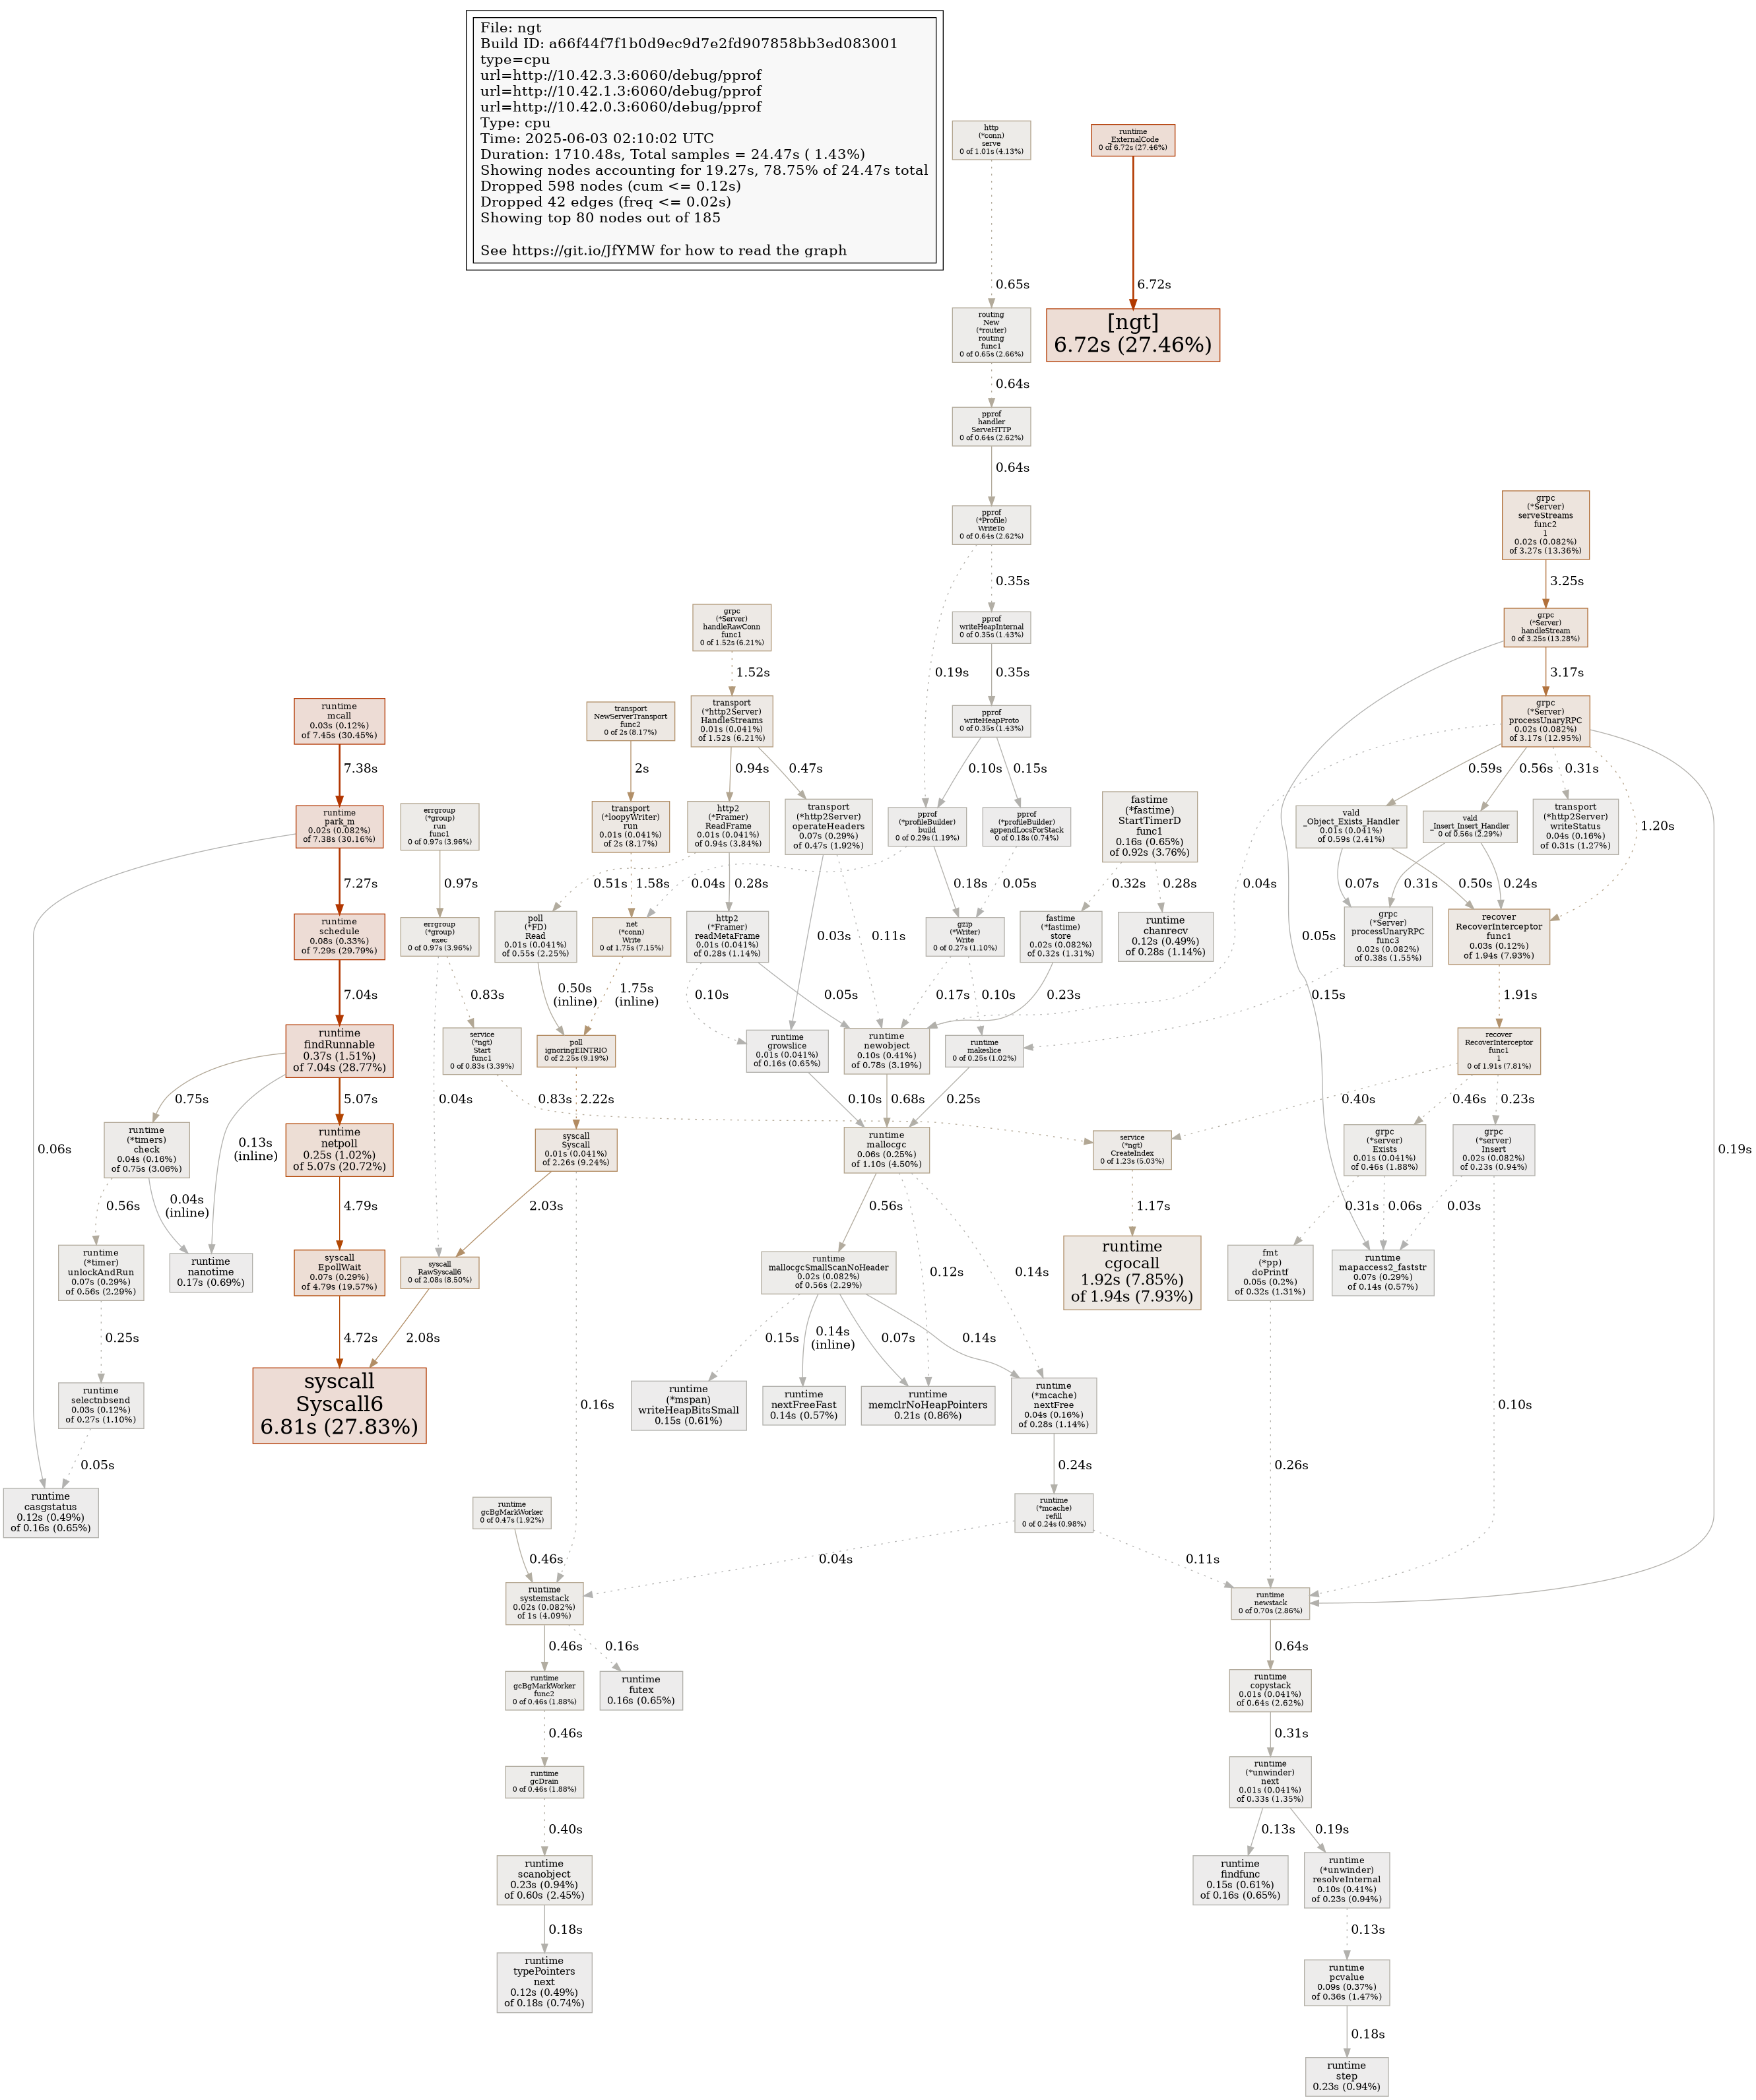 File: ngt
Build ID: a66f44f7f1b0d9ec9d7e2fd907858bb3ed083001
type=cpu
url=http://10.42.3.3:6060/debug/pprof
url=http://10.42.1.3:6060/debug/pprof
url=http://10.42.0.3:6060/debug/pprof
Type: cpu
Time: 2025-06-03 02:10:02 UTC
Duration: 1710.48s, Total samples = 24.47s ( 1.43%)
Showing nodes accounting for 19.27s, 78.75% of 24.47s total
Dropped 598 nodes (cum <= 0.12s)
Dropped 42 edges (freq <= 0.02s)
Showing top 80 nodes out of 185
See https://git.io/JfYMW for how to read the graph
http
(*conn)
serve
0 of 1.01s (4.13%)
runtime
ExternalCode
0 of 6.72s (27.46%)
0.65s
6.72s
routing
New
(*router)
routing
func1
0 of 0.65s (2.66%)
[ngt]
6.72s (27.46%)
0.64s
pprof
handler
ServeHTTP
0 of 0.64s (2.62%)
0.64s
pprof
(*Profile)
WriteTo
0 of 0.64s (2.62%)
grpc
(*Server)
serveStreams
func2
1
0.02s (0.082%)
of 3.27s (13.36%)
0.35s
3.25s
grpc
(*Server)
handleRawConn
func1
0 of 1.52s (6.21%)
pprof
writeHeapInternal
0 of 0.35s (1.43%)
grpc
(*Server)
handleStream
0 of 3.25s (13.28%)
1.52s
0.19s
0.35s
3.17s
runtime
mcall
0.03s (0.12%)
of 7.45s (30.45%)
transport
NewServerTransport
func2
0 of 2s (8.17%)
transport
(*http2Server)
HandleStreams
0.01s (0.041%)
of 1.52s (6.21%)
pprof
writeHeapProto
0 of 0.35s (1.43%)
grpc
(*Server)
processUnaryRPC
0.02s (0.082%)
of 3.17s (12.95%)
7.38s
2s
0.94s
0.47s
0.10s
0.15s
0.59s
0.56s
0.31s
1.20s
runtime
park_m
0.02s (0.082%)
of 7.38s (30.16%)
errgroup
(*group)
run
func1
0 of 0.97s (3.96%)
transport
(*loopyWriter)
run
0.01s (0.041%)
of 2s (8.17%)
http2
(*Framer)
ReadFrame
0.01s (0.041%)
of 0.94s (3.84%)
transport
(*http2Server)
operateHeaders
0.07s (0.29%)
of 0.47s (1.92%)
pprof
(*profileBuilder)
build
0 of 0.29s (1.19%)
pprof
(*profileBuilder)
appendLocsForStack
0 of 0.18s (0.74%)
fastime
(*fastime)
StartTimerD
func1
0.16s (0.65%)
of 0.92s (3.76%)
vald
_Object_Exists_Handler
0.01s (0.041%)
of 0.59s (2.41%)
vald
_Insert_Insert_Handler
0 of 0.56s (2.29%)
transport
(*http2Server)
writeStatus
0.04s (0.16%)
of 0.31s (1.27%)
7.27s
0.97s
0.51s
1.58s
0.04s
0.28s
0.18s
0.05s
0.32s
0.28s
0.04s
0.05s
0.07s
0.31s
0.50s
0.24s
runtime
schedule
0.08s (0.33%)
of 7.29s (29.79%)
errgroup
(*group)
exec
0 of 0.97s (3.96%)
poll
(*FD)
Read
0.01s (0.041%)
of 0.55s (2.25%)
net
(*conn)
Write
0 of 1.75s (7.15%)
http2
(*Framer)
readMetaFrame
0.01s (0.041%)
of 0.28s (1.14%)
0.03s
0.11s
gzip
(*Writer)
Write
0 of 0.27s (1.10%)
fastime
(*fastime)
store
0.02s (0.082%)
of 0.32s (1.31%)
runtime
chanrecv
0.12s (0.49%)
of 0.28s (1.14%)
grpc
(*Server)
processUnaryRPC
func3
0.02s (0.082%)
of 0.38s (1.55%)
recover
RecoverInterceptor
func1
0.03s (0.12%)
of 1.94s (7.93%)
7.04s
0.83s
0.50s
(inline)
1.75s
(inline)
0.10s
0.05s
0.17s
0.10s
0.23s
0.15s
1.91s
runtime
findRunnable
0.37s (1.51%)
of 7.04s (28.77%)
service
(*ngt)
Start
func1
0 of 0.83s (3.39%)
poll
ignoringEINTRIO
0 of 2.25s (9.19%)
runtime
growslice
0.01s (0.041%)
of 0.16s (0.65%)
runtime
newobject
0.10s (0.41%)
of 0.78s (3.19%)
runtime
makeslice
0 of 0.25s (1.02%)
recover
RecoverInterceptor
func1
1
0 of 1.91s (7.81%)
0.06s
0.75s
0.13s
(inline)
5.07s
0.04s
0.83s
2.22s
0.10s
0.68s
0.25s
0.40s
0.46s
0.23s
0.19s
runtime
(*timers)
check
0.04s (0.16%)
of 0.75s (3.06%)
runtime
netpoll
0.25s (1.02%)
of 5.07s (20.72%)
syscall
Syscall
0.01s (0.041%)
of 2.26s (9.24%)
runtime
mallocgc
0.06s (0.25%)
of 1.10s (4.50%)
service
(*ngt)
CreateIndex
0 of 1.23s (5.03%)
grpc
(*server)
Exists
0.01s (0.041%)
of 0.46s (1.88%)
grpc
(*server)
Insert
0.02s (0.082%)
of 0.23s (0.94%)
0.56s
0.04s
(inline)
4.79s
2.03s
0.56s
0.12s
0.14s
1.17s
0.31s
0.06s
0.03s
runtime
(*timer)
unlockAndRun
0.07s (0.29%)
of 0.56s (2.29%)
runtime
nanotime
0.17s (0.69%)
syscall
EpollWait
0.07s (0.29%)
of 4.79s (19.57%)
syscall
RawSyscall6
0 of 2.08s (8.50%)
runtime
mallocgcSmallScanNoHeader
0.02s (0.082%)
of 0.56s (2.29%)
runtime
cgocall
1.92s (7.85%)
of 1.94s (7.93%)
fmt
(*pp)
doPrintf
0.05s (0.2%)
of 0.32s (1.31%)
runtime
mapaccess2_faststr
0.07s (0.29%)
of 0.14s (0.57%)
0.25s
4.72s
2.08s
0.15s
0.14s
(inline)
0.07s
0.14s
runtime
selectnbsend
0.03s (0.12%)
of 0.27s (1.10%)
syscall
Syscall6
6.81s (27.83%)
0.16s
runtime
(*mspan)
writeHeapBitsSmall
0.15s (0.61%)
runtime
nextFreeFast
0.14s (0.57%)
runtime
memclrNoHeapPointers
0.21s (0.86%)
runtime
(*mcache)
nextFree
0.04s (0.16%)
of 0.28s (1.14%)
0.10s
0.05s
0.24s
0.26s
runtime
casgstatus
0.12s (0.49%)
of 0.16s (0.65%)
runtime
gcBgMarkWorker
0 of 0.47s (1.92%)
runtime
(*mcache)
refill
0 of 0.24s (0.98%)
0.46s
0.04s
0.11s
runtime
systemstack
0.02s (0.082%)
of 1s (4.09%)
runtime
newstack
0 of 0.70s (2.86%)
0.46s
0.16s
0.64s
runtime
gcBgMarkWorker
func2
0 of 0.46s (1.88%)
runtime
futex
0.16s (0.65%)
runtime
copystack
0.01s (0.041%)
of 0.64s (2.62%)
0.46s
0.31s
runtime
gcDrain
0 of 0.46s (1.88%)
runtime
(*unwinder)
next
0.01s (0.041%)
of 0.33s (1.35%)
0.40s
0.13s
0.19s
runtime
scanobject
0.23s (0.94%)
of 0.60s (2.45%)
runtime
findfunc
0.15s (0.61%)
of 0.16s (0.65%)
runtime
(*unwinder)
resolveInternal
0.10s (0.41%)
of 0.23s (0.94%)
0.18s
0.13s
runtime
typePointers
next
0.12s (0.49%)
of 0.18s (0.74%)
runtime
pcvalue
0.09s (0.37%)
of 0.36s (1.47%)
0.18s
runtime
step
0.23s (0.94%)